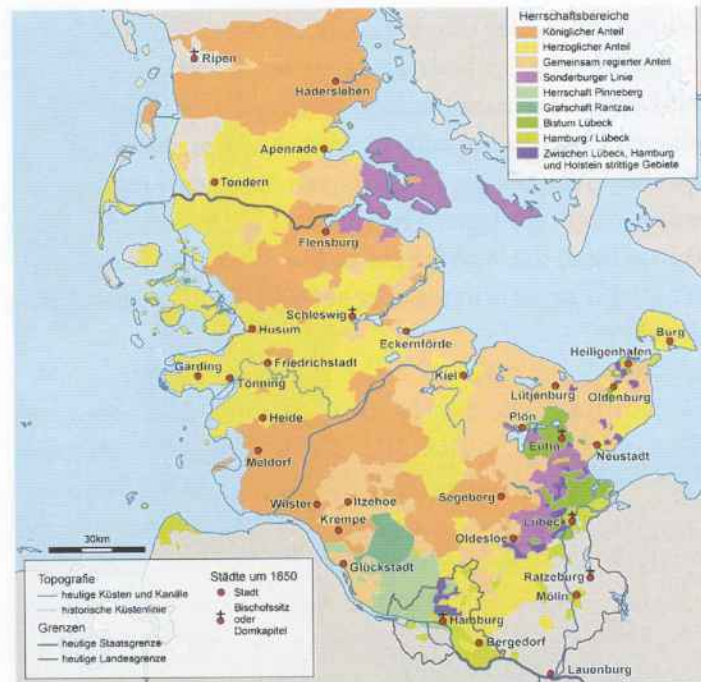 Herrschaftsbereiche
Königlicher Anteil
Herzoglicher Anteil
Gemeinsam regierter Anteil
Sonderburger Linie
Herrschaft Pinneberg
Grafschaft Rantzau
Bistum Lübeck
Hamburg / Lübeck
Zwischen Lübeck, Hamburg
und Holstein strittige Gebiete
Ripen
Hadersleben
Apenrade
Tondern
Flensburg
Schleswig
Husum
Eckernförde
Burg
Heiligenhafen
Garding
Friedrichstadt
Tönning
Kiel
Lütjenburg
Oldenburg
Heide
Plön
Eutin
Neustadt
Meldorf
Wilster
Itzehoe
Segeberg
Krempe
Lübeck
Oldesloe
30km
Glückstadt
Ratzeburg
Mölln
Hamburg
Bergedorf
Lauenburg
Topografie
heutige Küsten und Kanäle
historische Küstenlinie
Grenzen
heutige Staatsgrenze
heutige Landesgrenze
Städte um 1650
Stadt
Bischofssitz
oder
Domkapitel